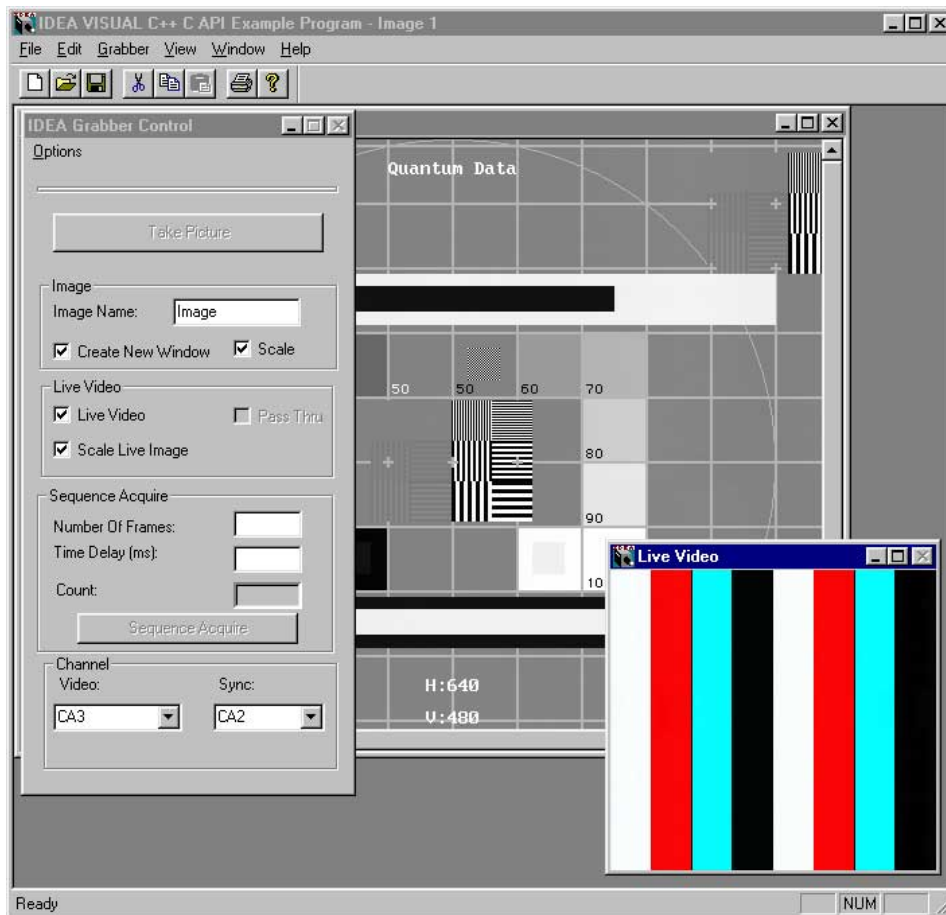 IDEA VISUAL C++ C API Example Program - Image 1
File Edit Grabber View Window Help
IDEA Grabber Control
Options
Take Picture
Image
Image Name: Image
Create New Window Scale
Live Video
Live Video Pass Thru
Scale Live Image
Sequence Acquire
Number Of Frames:
Time Delay (ms):
Count:
Sequence Acquire
Channel
Video: Sync:
CA3 CA2
Quantum Data
50 50 60 70
80
90
10
H:640
V:480
Live Video
Ready NUM